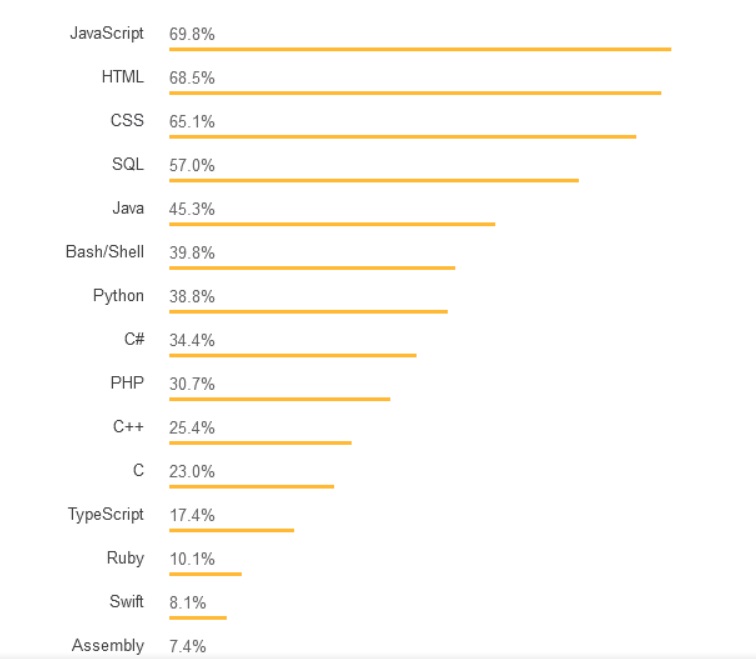 JavaScript 69.8%
HTML 68.5%
CSS 65.1%
SQL 57.0%
Java 45.3%
Bash/Shell 39.8%
Python 38.8%
C# 34.4%
PHP 30.7%
C++ 25.4%
C 23.0%
TypeScript 17.4%
Ruby 10.1%
Swift 8.1%
Assembly 7.4%